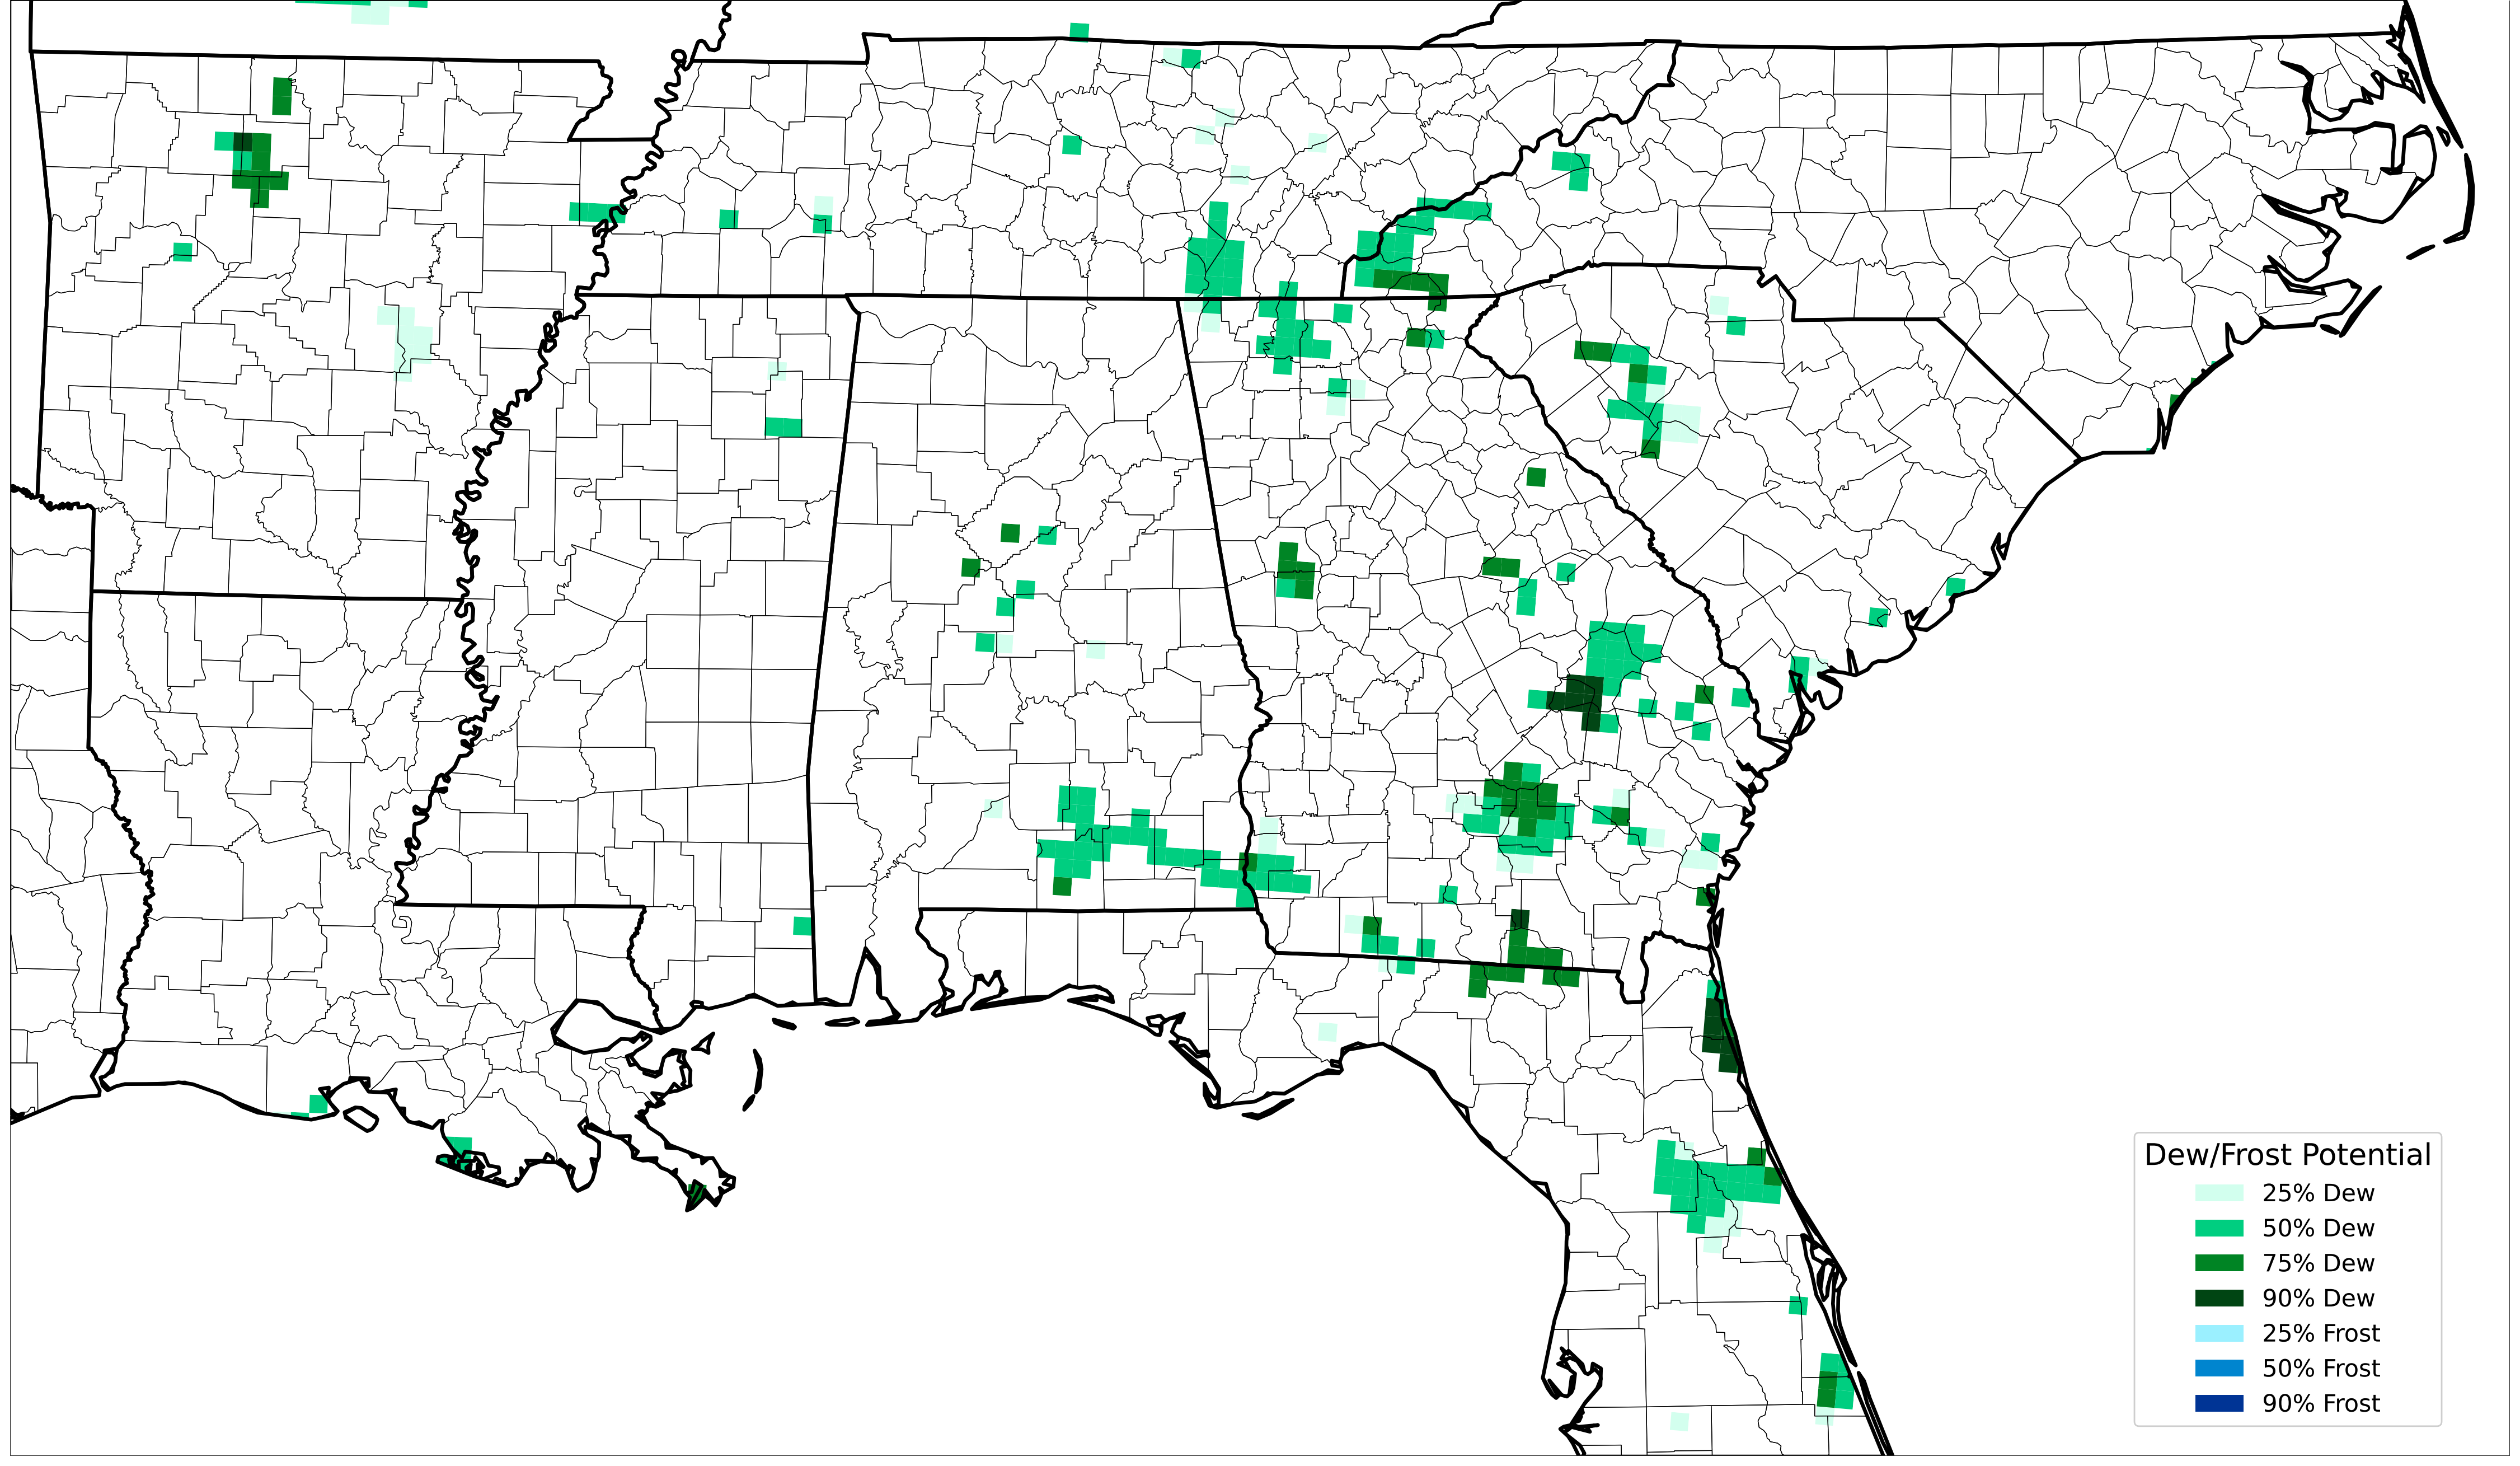 Dew/Frost Potential
25% Dew
50% Dew
75% Dew
90% Dew
25% Frost
50% Frost
90% Frost